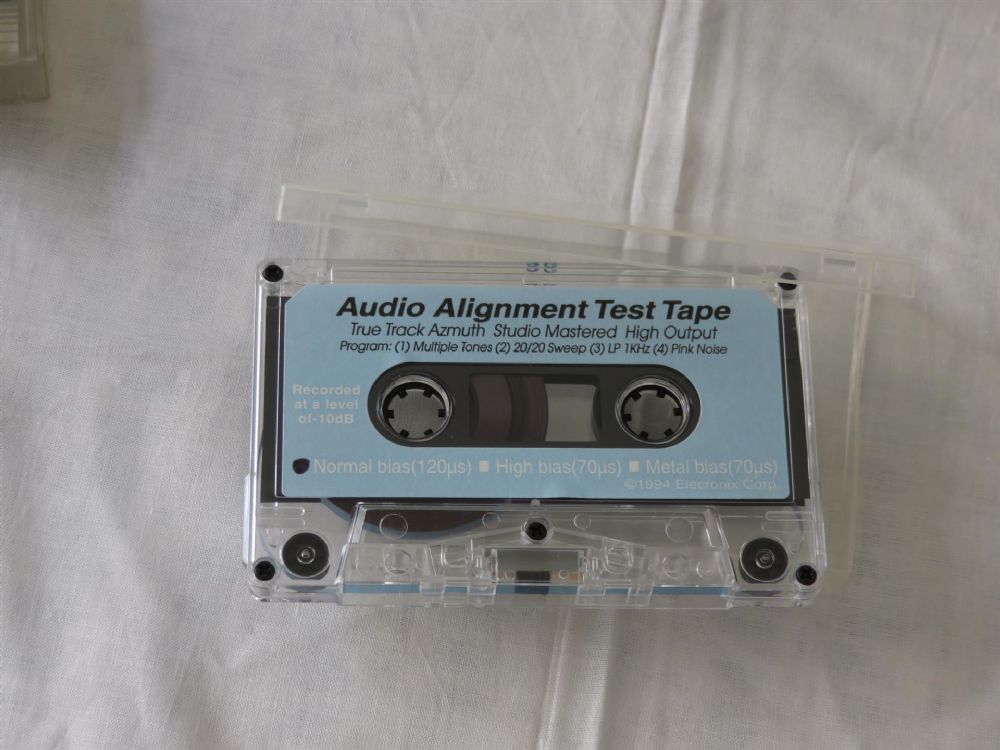 Audio Alignment Test Tape
True Track Azmuth Studio Mastered High Output
Program: (1) Multiple Tones (2) 20/20 Sweep (3) LP 1KHz (4) Pink Noise
Recorded
at a level
of-10dB
Normal bias(120µs) ■ High bias(70µs) ■ Metal bias(70µs)
©1994 Elecronix Corp.